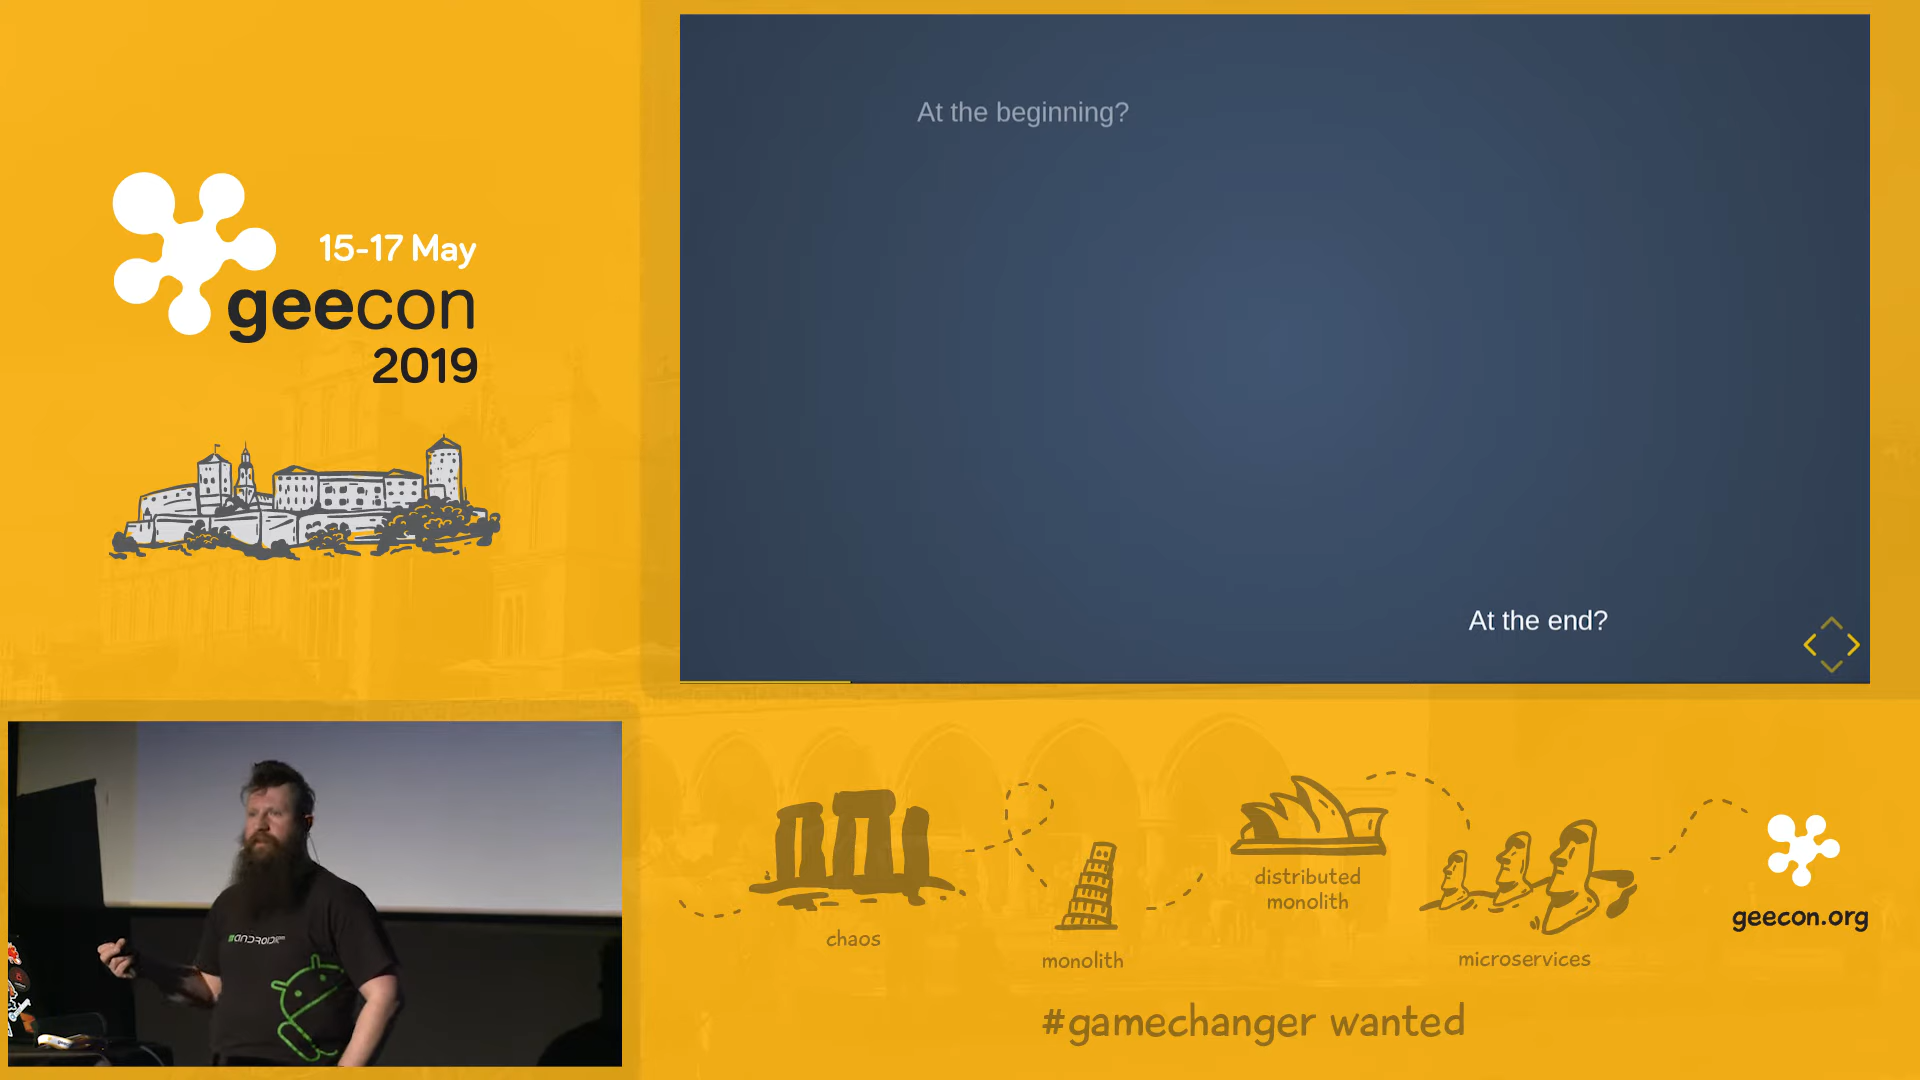 15-17 May
geecon
2019
At the beginning?
At the end?
chaos
monolith
distributed
monolith
microservices
geecon.org
#gamechanger wanted